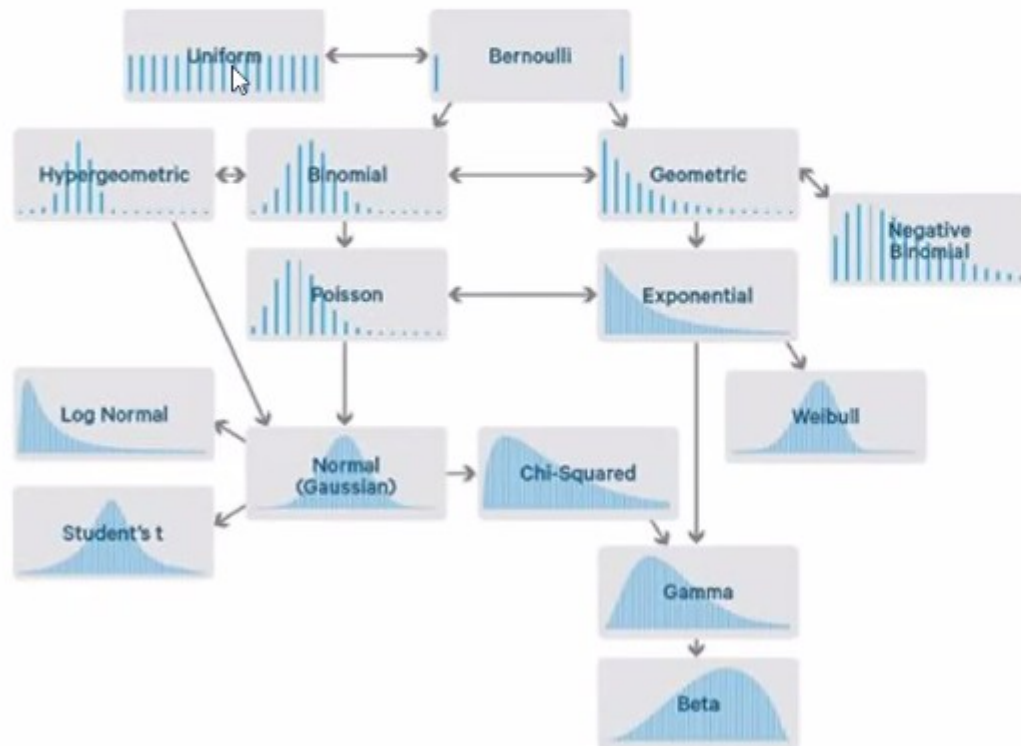 Uniform
Bernoulli
Hypergeometric
Binomial
Geometric
Negative
Binomial
Poisson
Exponential
Log Normal
Weibull
Normal
(Gaussian)
Chi-Squared
Student's t
Gamma
Beta